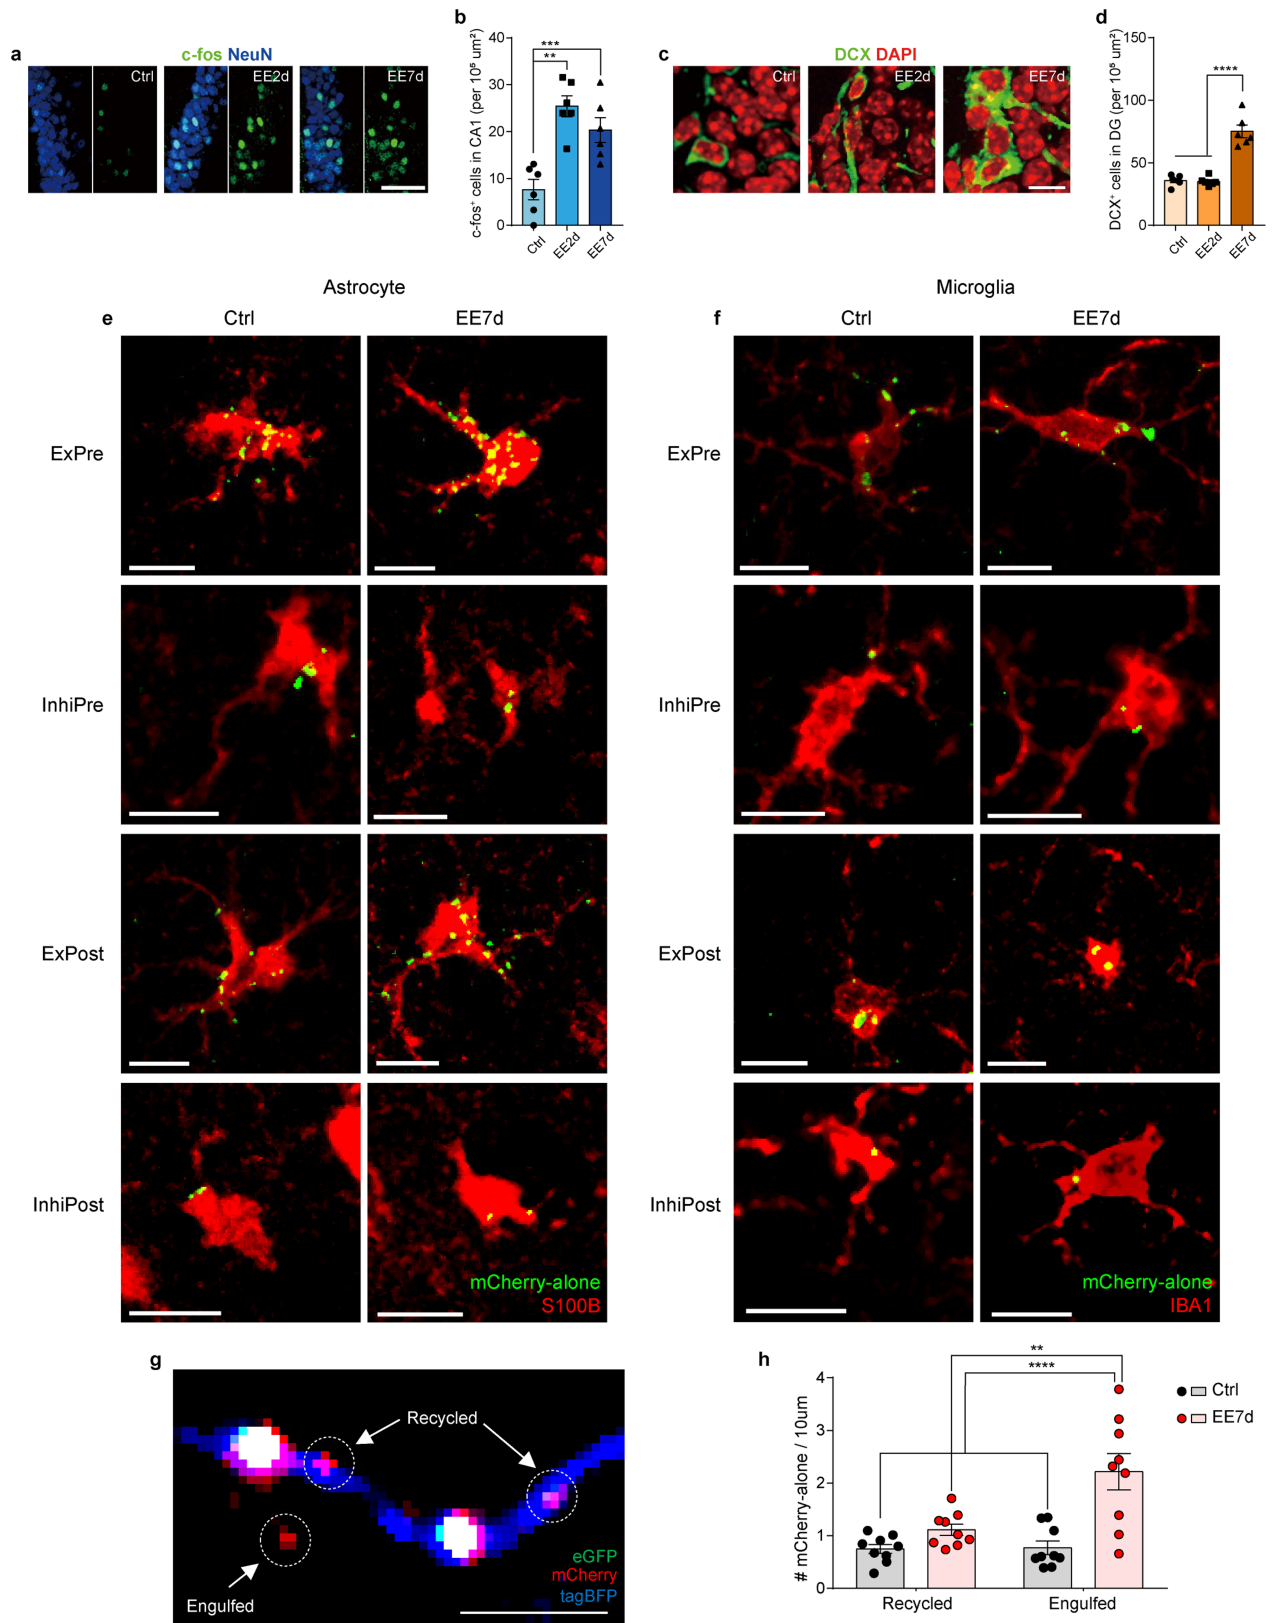 a
c-fos NeuN
Ctrl
EE2d
EE7d
b
c-fos⁺ cells in CA1 (per 10⁵ um²)
40
30
20
10
0
***
**
Ctrl
EE2d
EE7d
c
DCX DAPI
Ctrl
EE2d
EE7d
d
DCX⁺ cells in DG (per 10⁵ um²)
150
100
50
0
****
Ctrl
EE2d
EE7d
Astrocyte
e
Ctrl
EE7d
ExPre
InhiPre
ExPost
InhiPost
mCherry-alone
S100B
Microglia
f
Ctrl
EE7d
ExPre
InhiPre
ExPost
InhiPost
mCherry-alone
IBA1
g
Recycled
Engulfed
eGFP
mCherry
tagBFP
h
# mCherry-alone / 10um
4
3
2
1
0
**
****
Ctrl
EE7d
Recycled
Engulfed